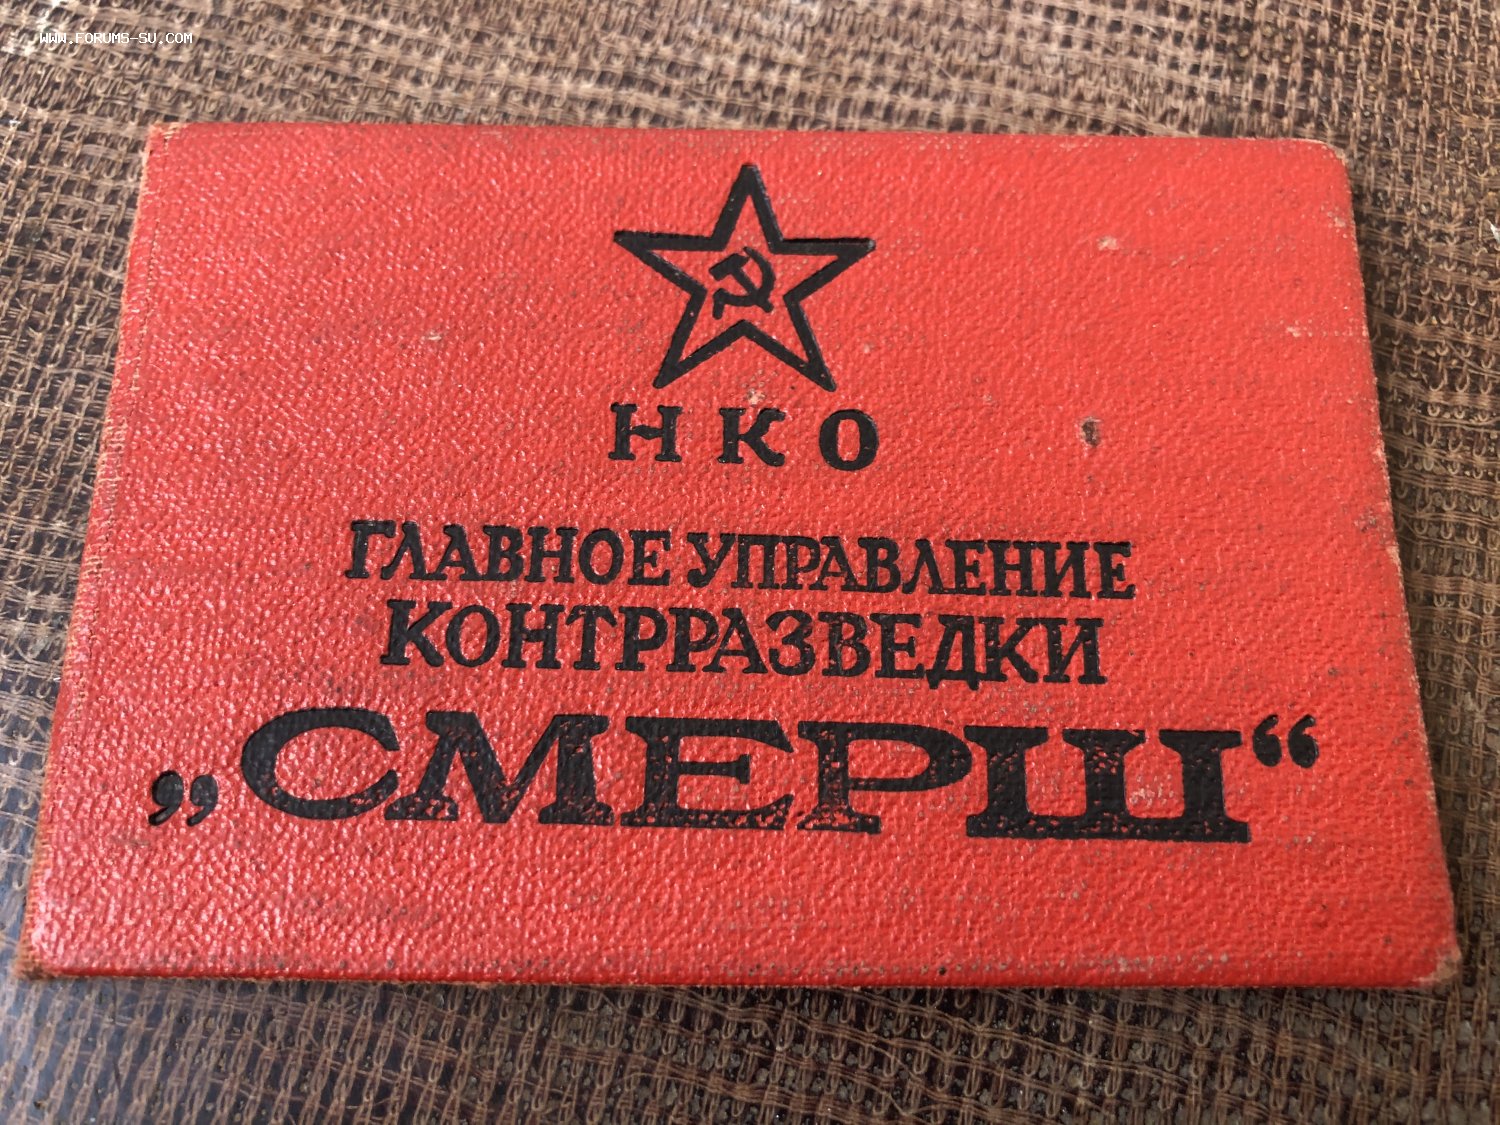 WWW.FORUMS-SU.COM
НКО
ГЛАВНОЕ УПРАВЛЕНИЕ
КОНТРРАЗВЕДКИ
„СМЕРШ“